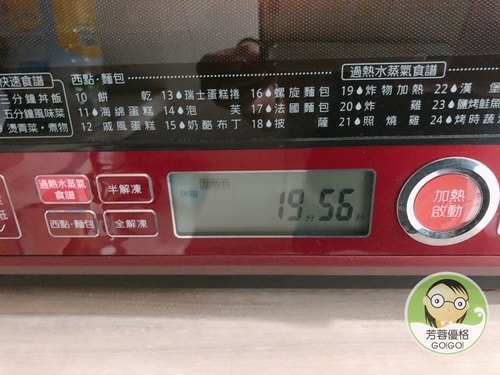 快速食譜
三分鐘丼飯
五分鐘風味菜
燙青菜・煮物
西點・麵包
10 餅 乾
11 海綿蛋糕
12 戚風蛋糕
13 瑞士蛋糕捲
14 泡 芙
15 奶酪布丁
16 螺旋麵包
17 法國麵包
18 披 薩
過熱水蒸氣食譜
19 炸物加熱
20 炸 雞
21 照燒雞
22 漢 堡
23 鹽烤鮭魚
24 烤時蔬
過熱水蒸氣
食譜
半解凍
西點・麵包
全解凍
19分56秒
加熱
啟動
芳蓉優格
GO!GO!